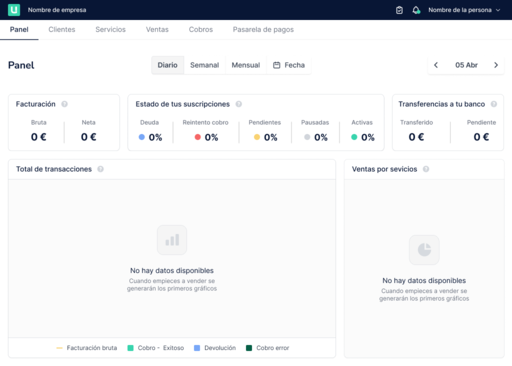 Nombre de empresa
Nombre de la persona
Panel
Clientes
Servicios
Ventas
Cobros
Pasarela de pagos
Panel
Diario
Semanal
Mensual
Fecha
05 Abr
Facturación
Bruta
Neta
0 €
0 €
Estado de tus suscripciones
Deuda
Reintento cobro
Pendientes
Pausadas
Activas
0%
0%
0%
0%
0%
Transferencias a tu banco
Transferido
Pendiente
0 €
0 €
Total de transacciones
No hay datos disponibles
Cuando empieces a vender se
generarán los primeros gráficos
Facturación bruta
Cobro - Exitoso
Devolución
Cobro error
Ventas por sevicios
No hay datos disponibles
Cuando empieces a vender se
generarán los primeros gráficos